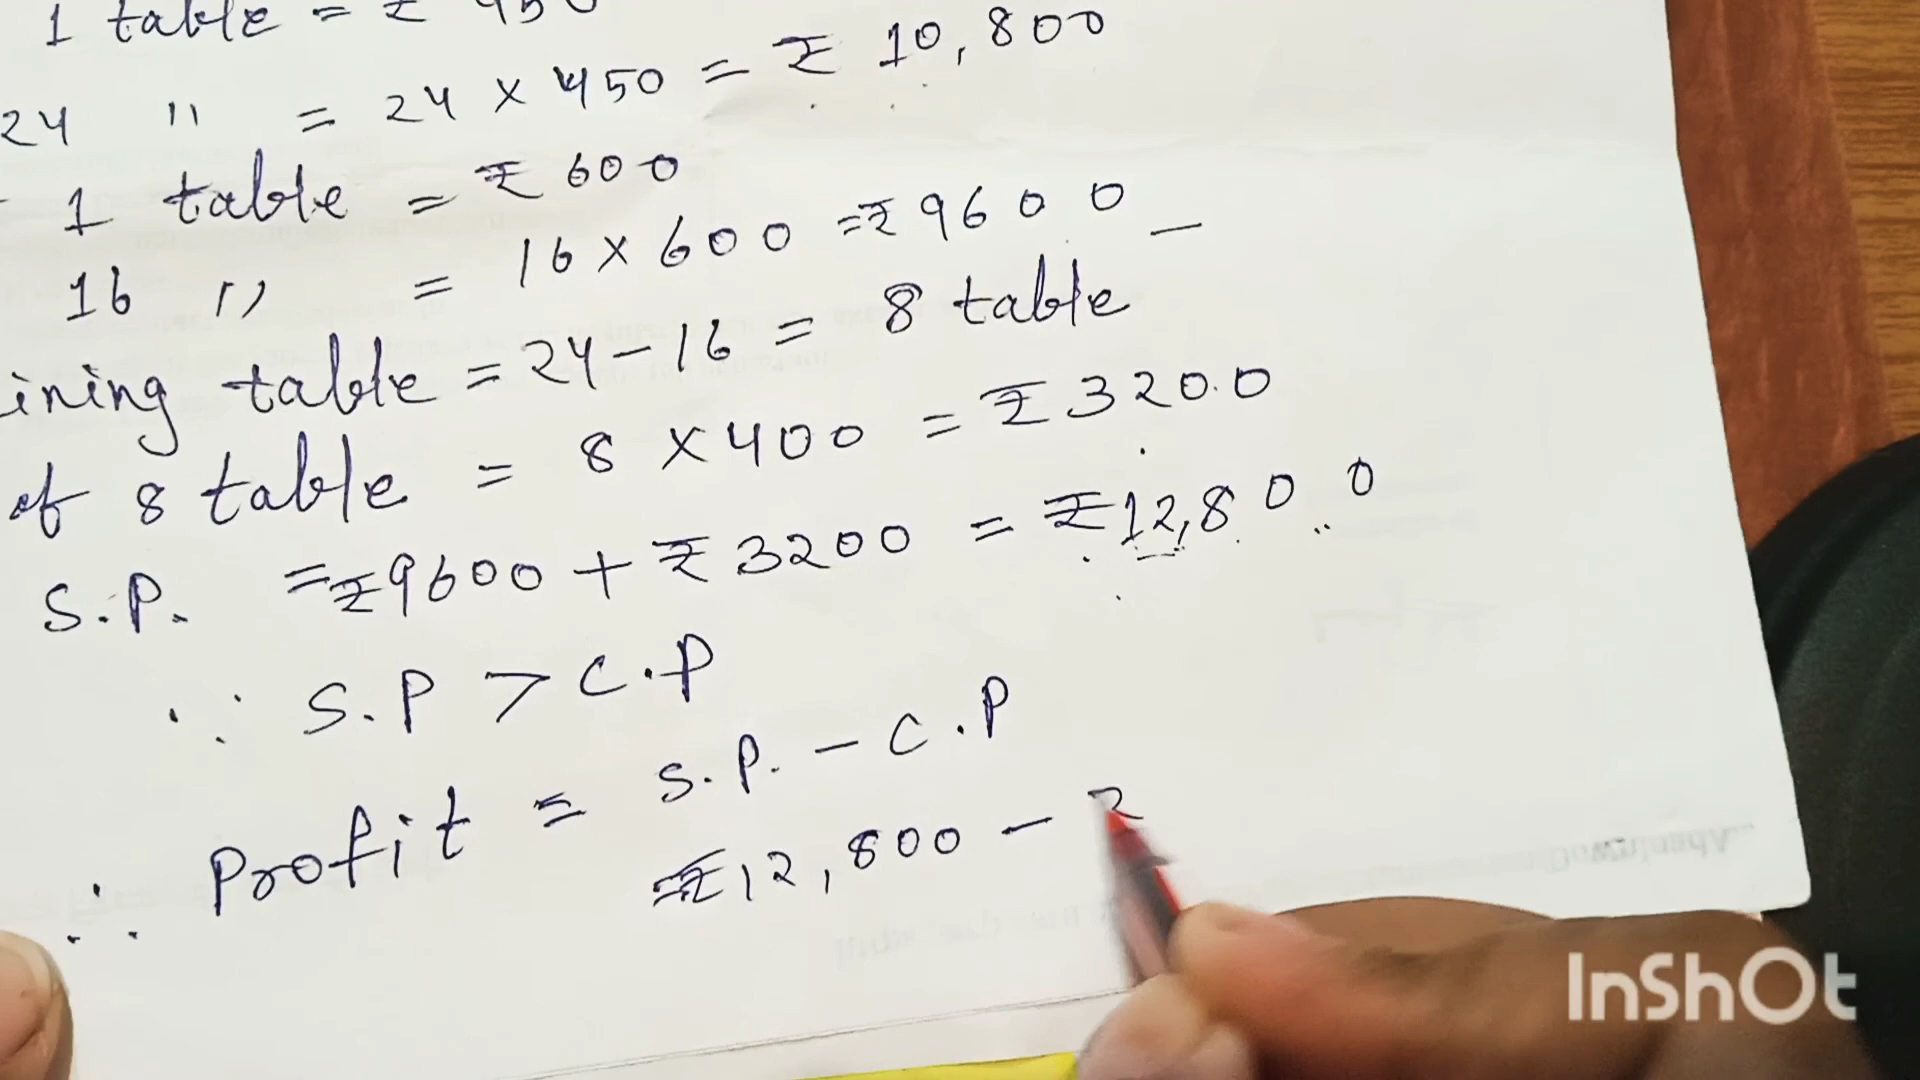 1 table = ₹ 450
24 " = 24 × 450 = ₹ 10,800
1 table = ₹ 600
16 " = 16 × 600 = ₹ 9600
ining table = 24 - 16 = 8 table
of 8 table = 8 × 400 = ₹ 3200
S.P. = ₹ 9600 + ₹ 3200 = ₹ 12,800
∵ S.P > C.P
∴ Profit = S.P. - C.P
= ₹ 12,800 -
InShOt